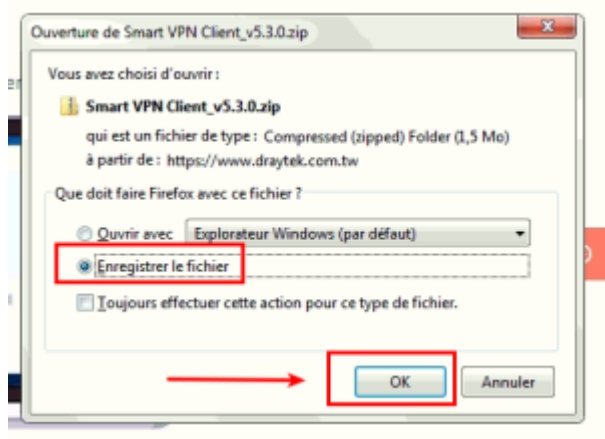 Ouverture de Smart VPN Client_v5.3.0.zip
Vous avez choisi d'ouvrir :
Smart VPN Client_v5.3.0.zip
qui est un fichier de type : Compressed (zipped) Folder (1,5 Mo)
à partir de : https://www.draytek.com.tw
Que doit faire Firefox avec ce fichier ?
Ouvrir avec Explorateur Windows (par défaut)
Enregistrer le fichier
Toujours effectuer cette action pour ce type de fichier.
OK Annuler